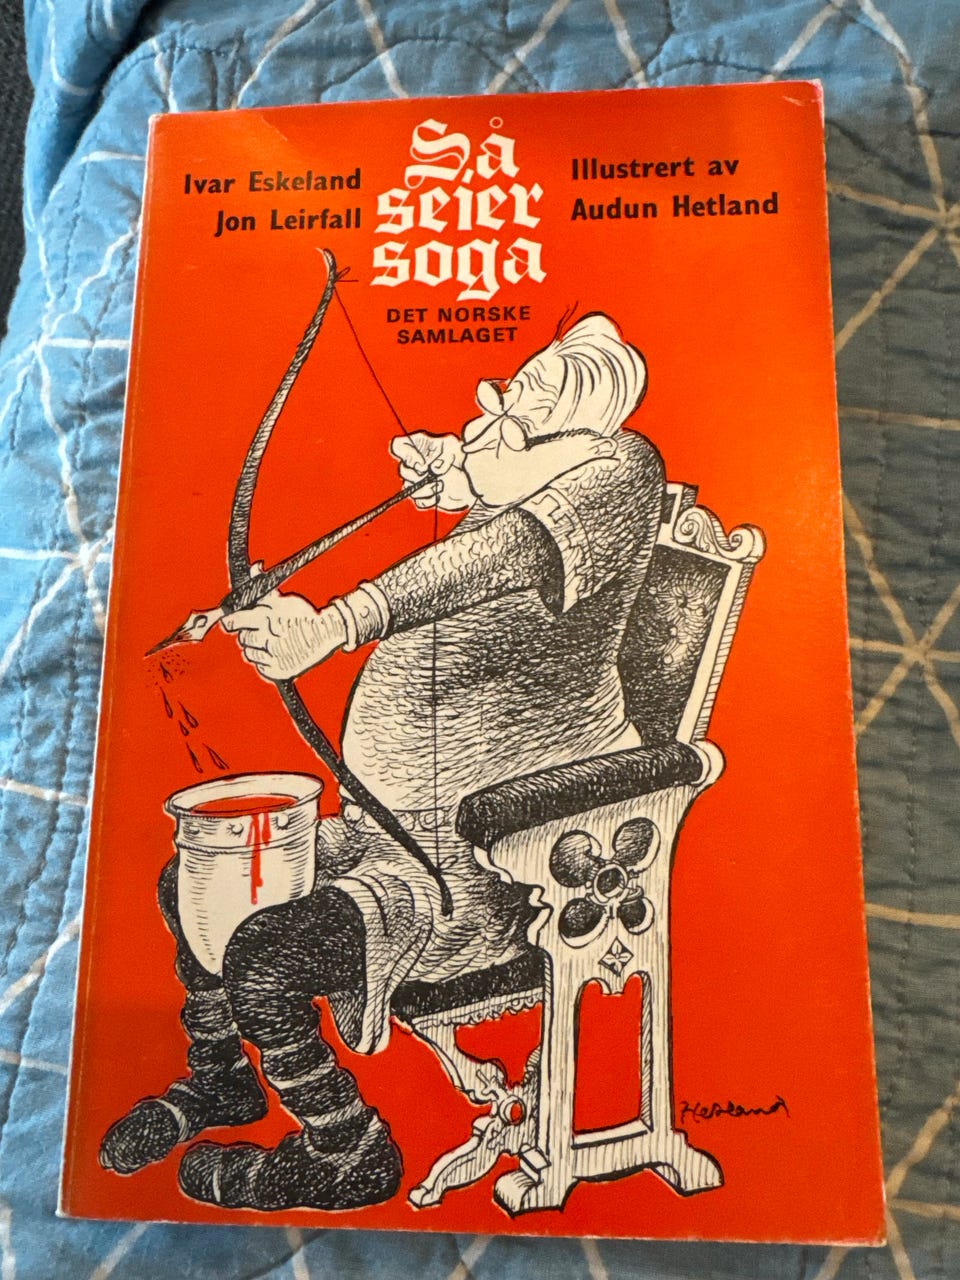 Ivar Eskeland
Jon Leirfall
Så
seier
soga
DET NORSKE
SAMLAGET
Illustrert av
Audun Hetland
Hetland